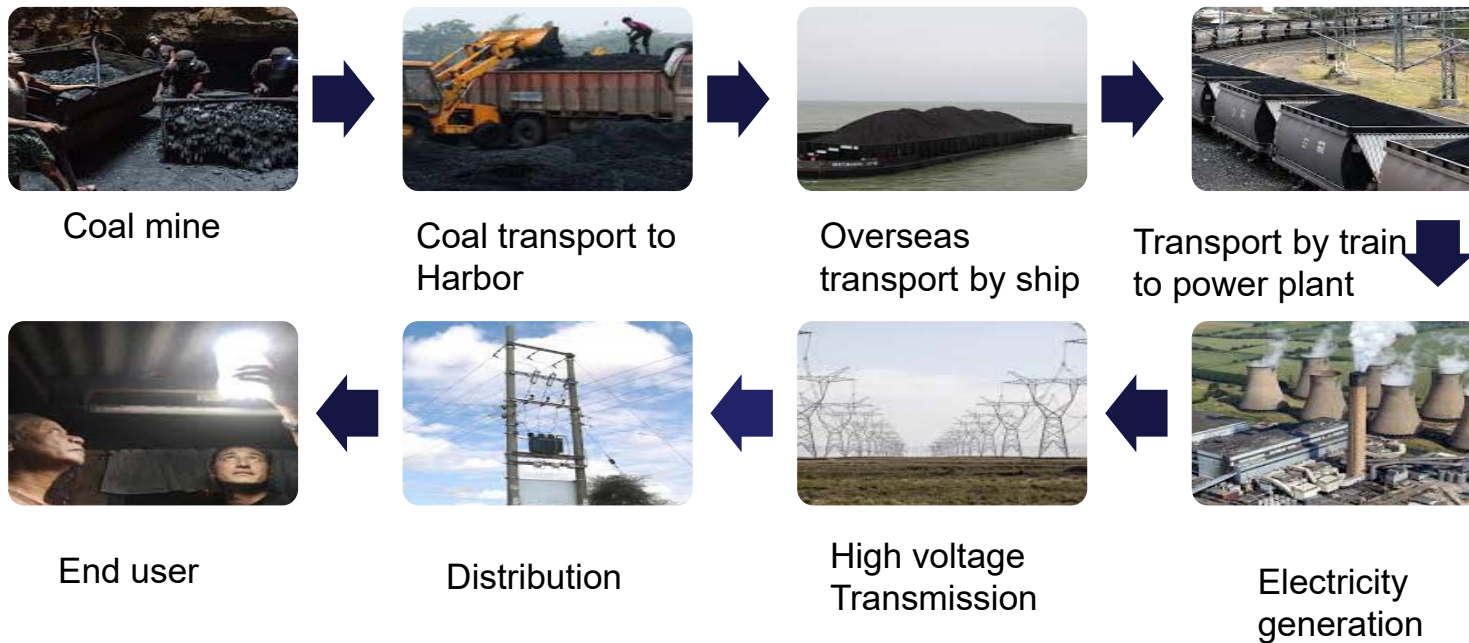 Coal mine
Coal transport to
Harbor
Overseas
transport by ship
Transport by train
to power plant
End user
Distribution
High voltage
Transmission
Electricity
generation